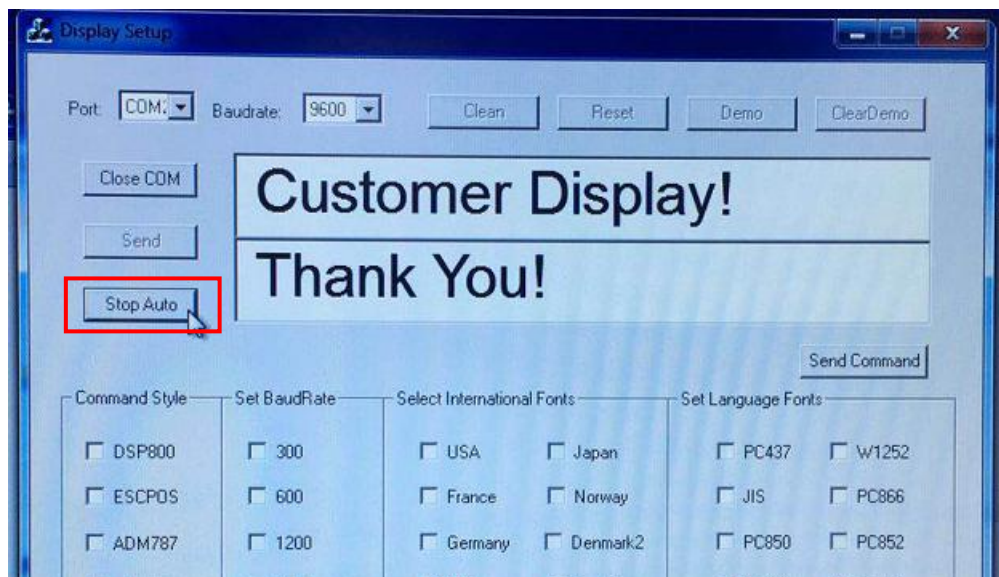 Display Setup
Port: COM2 Baudrate: 9600 Clean Reset Demo ClearDemo
Close COM
Customer Display!
Send
Thank You!
Stop Auto
Send Command
Command Style Set BaudRate Select International Fonts Set Language Fonts
DSP800 300 USA Japan PC437 W1252
ESCPOS 600 France Norway JIS PC866
ADM787 1200 Germany Denmark2 PC850 PC852